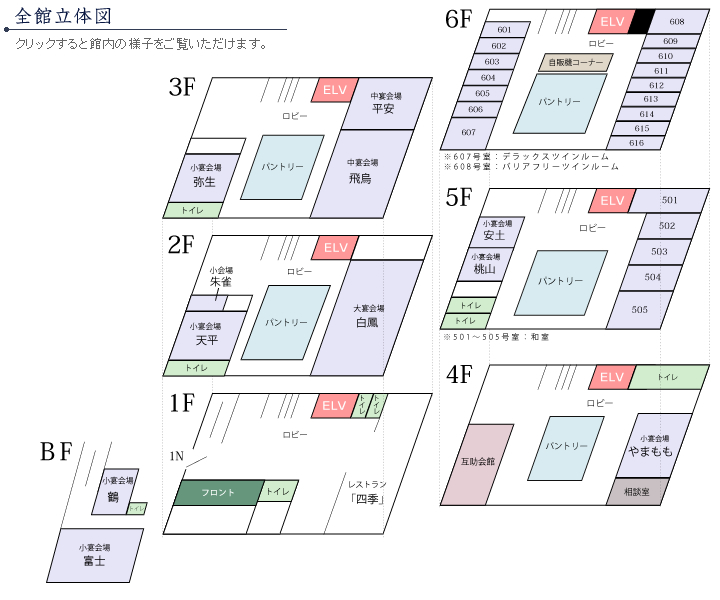 全館立体図
クリックすると館内の様子をご覧いただけます。
6F
ELV
ロビー
601
602
603
604
605
606
607
608
609
610
611
612
613
614
615
616
自販機コーナー
パントリー
※607号室：デラックスツインルーム
※608号室：バリアフリーツインルーム
5F
ELV
ロビー
小宴会場
安土
小宴会場
桃山
トイレ
トイレ
パントリー
501
502
503
504
505
※501～505号室：和室
4F
ELV
トイレ
ロビー
互助会館
パントリー
小宴会場
やまもも
相談室
3F
ELV
ロビー
中宴会場
平安
中宴会場
飛鳥
小宴会場
弥生
トイレ
パントリー
2F
ELV
ロビー
小会場
朱雀
小宴会場
天平
トイレ
パントリー
大宴会場
白鳳
1F
ELV
トイレ
トイレ
ロビー
IN
フロント
トイレ
レストラン
「四季」
BF
小宴会場
鶴
トイレ
小宴会場
富士